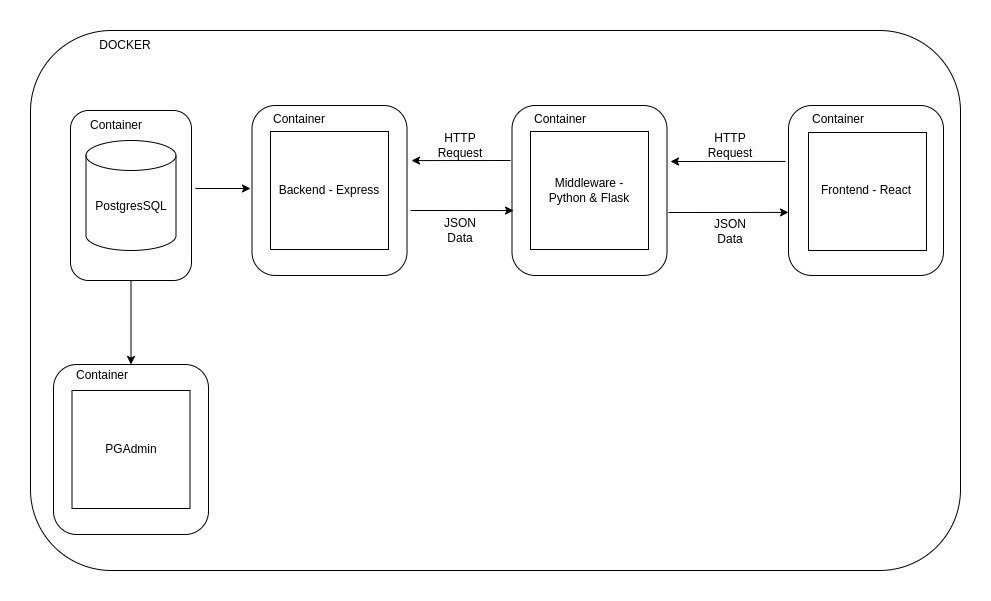 DOCKER
Container
PostgresSQL
Container
Backend - Express
HTTP
Request
JSON
Data
Container
Middleware -
Python & Flask
HTTP
Request
JSON
Data
Container
Frontend - React
Container
PGAdmin